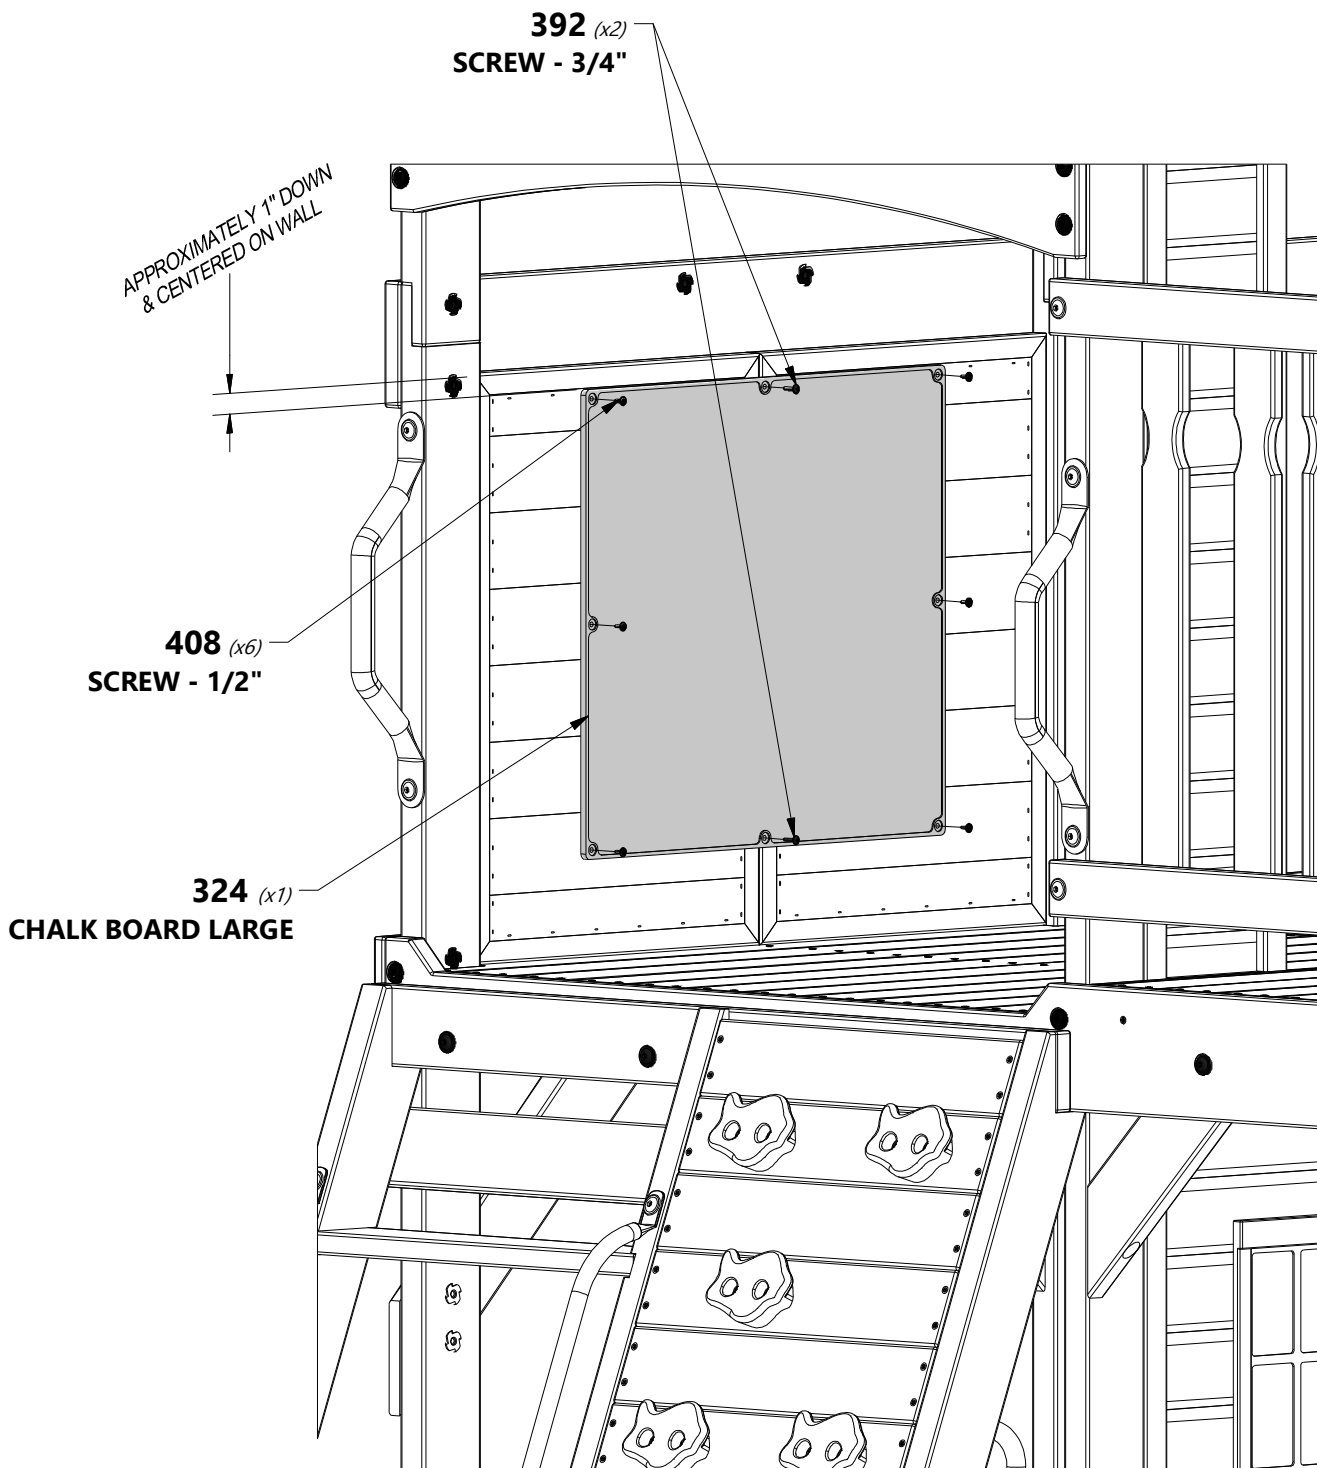 392 (x2)
SCREW - 3/4"
APPROXIMATELY 1" DOWN
& CENTERED ON WALL
408 (x6)
SCREW - 1/2"
324 (x1)
CHALK BOARD LARGE